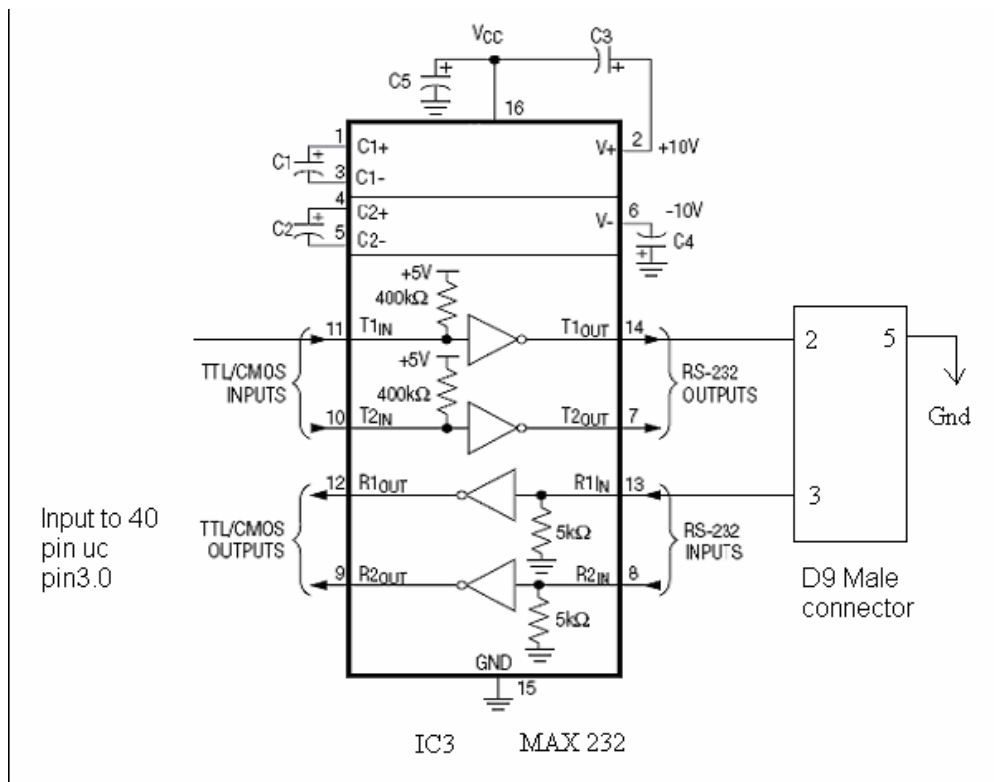 VCC
C3
+
C5
+
16
1
C1+
V+
2
+10V
C1
+
3
C1-
4
C2+
V-
6
-10V
C2
+
5
C2-
C4
+
+5V
400kΩ
11
T1IN
T1OUT
14
2
5
TTL/CMOS
INPUTS
+5V
400kΩ
RS-232
OUTPUTS
Gnd
10
T2IN
T2OUT
7
12
R1OUT
R1IN
13
3
Input to 40
pin uc
pin3.0
TTL/CMOS
OUTPUTS
5kΩ
RS-232
INPUTS
9
R2OUT
R2IN
8
D9 Male
connector
5kΩ
GND
15
IC3 MAX 232